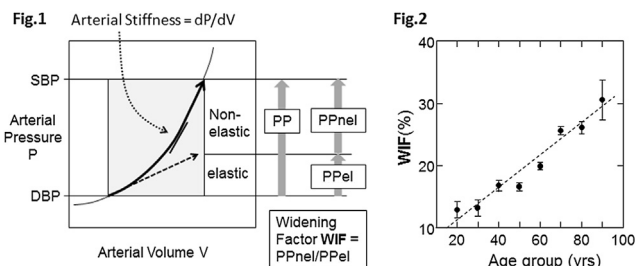 Fig.1
Arterial Stiffness = dP/dV
SBP
Arterial
Pressure
P
DBP
Non-
elastic
elastic
PP
PPnel
PPel
Arterial Volume V
Widening
Factor WIF =
PPnel/PPel
Fig.2
WIF(%)
40
30
20
10
20 40 60 80 100
Age group (yrs)